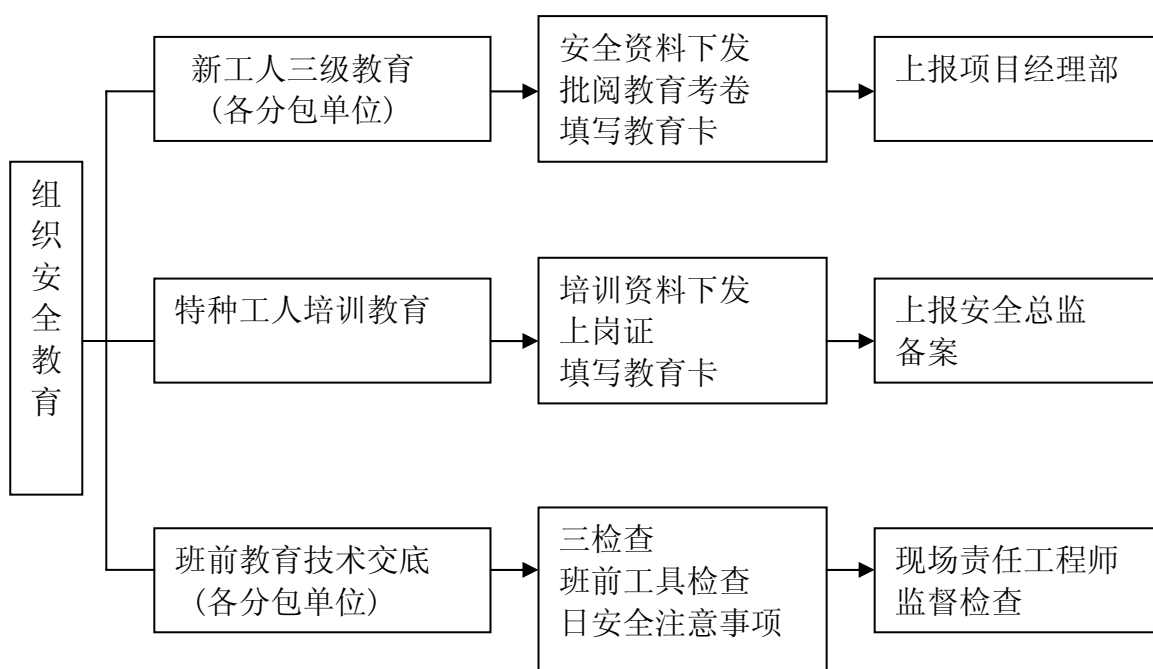 组织安全教育
新工人三级教育
(各分包单位)
安全资料下发
批阅教育考卷
填写教育卡
上报项目经理部
特种工人培训教育
培训资料下发
上岗证
填写教育卡
上报安全总监
备案
班前教育技术交底
(各分包单位)
三检查
班前工具检查
日安全注意事项
现场责任工程师
监督检查